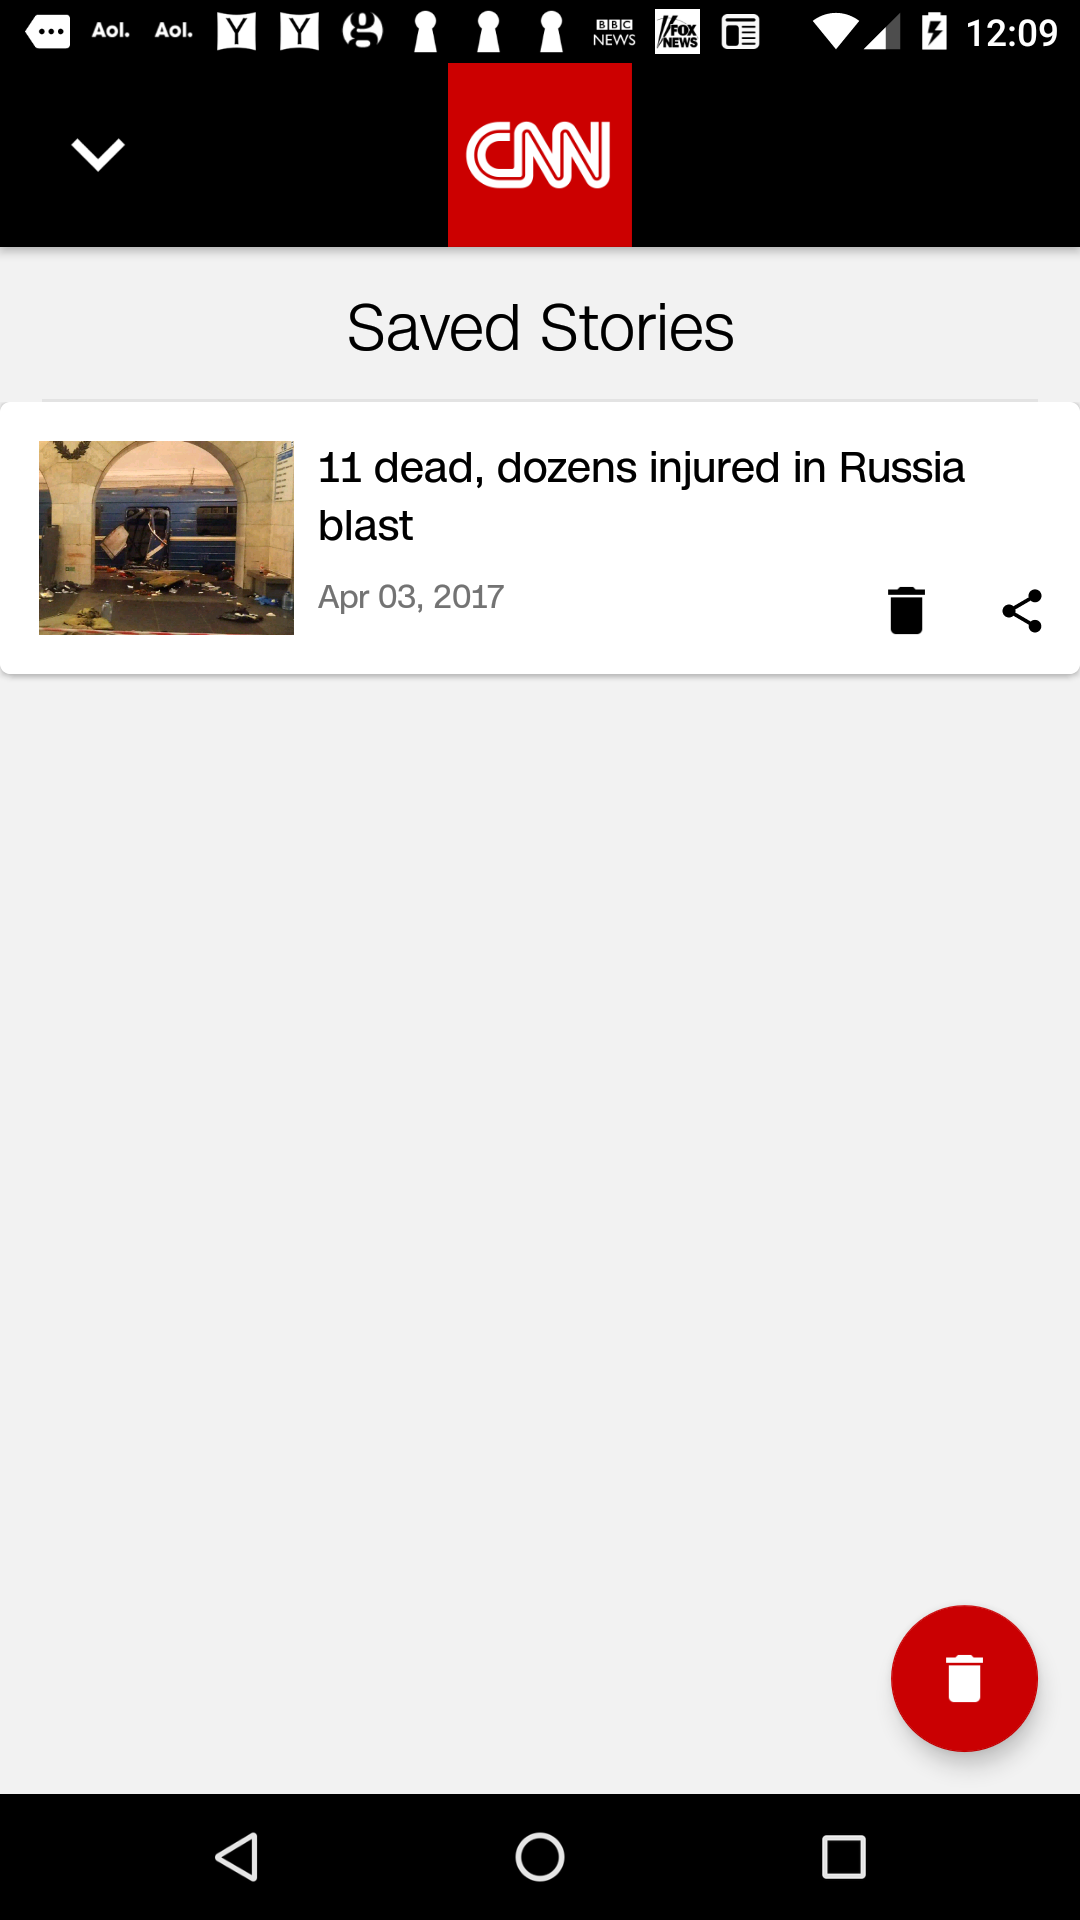 Aol. Aol. Y Y g BBC NEWS FOX NEWS 12:09
CNN
Saved Stories
11 dead, dozens injured in Russia
blast
Apr 03, 2017